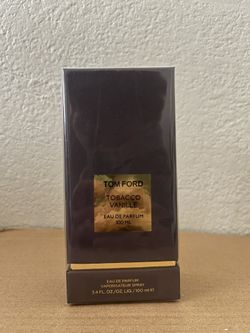 TOM FORD
TOBACCO
VANILLE
EAU DE PARFUM
100 ML
EAU DE PARFUM
VAPORISATEUR SPRAY
3.4 FL. OZ./OZ. LIQ. / 100 ml ℮